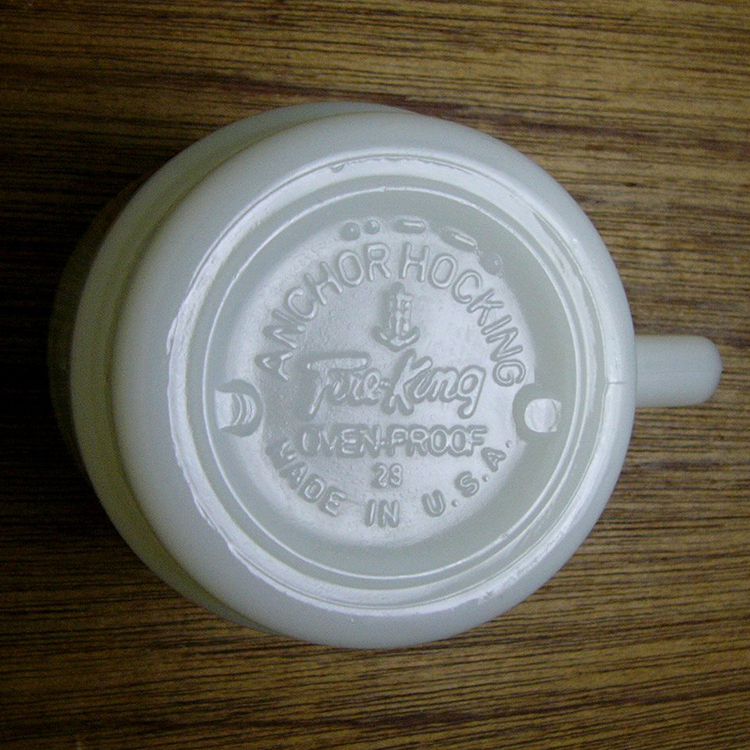 ANCHOR HOCKING
Fire-King
OVEN-PROOF
29
MADE IN U.S.A.